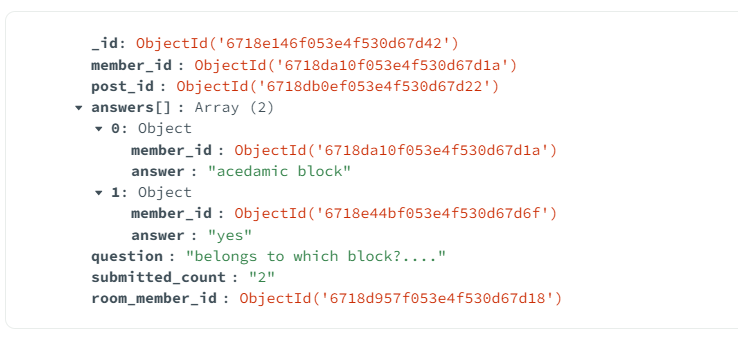 _id: ObjectId('6718e146f053e4f530d67d42')
member_id : ObjectId('6718da10f053e4f530d67d1a')
post_id : ObjectId('6718db0ef053e4f530d67d22')
answers[] : Array (2)
0: Object
member_id : ObjectId('6718da10f053e4f530d67d1a')
answer : "acedamic block"
1: Object
member_id : ObjectId('6718e44bf053e4f530d67d6f')
answer : "yes"
question : "belongs to which block?...."
submitted_count : "2"
room_member_id : ObjectId('6718d957f053e4f530d67d18')